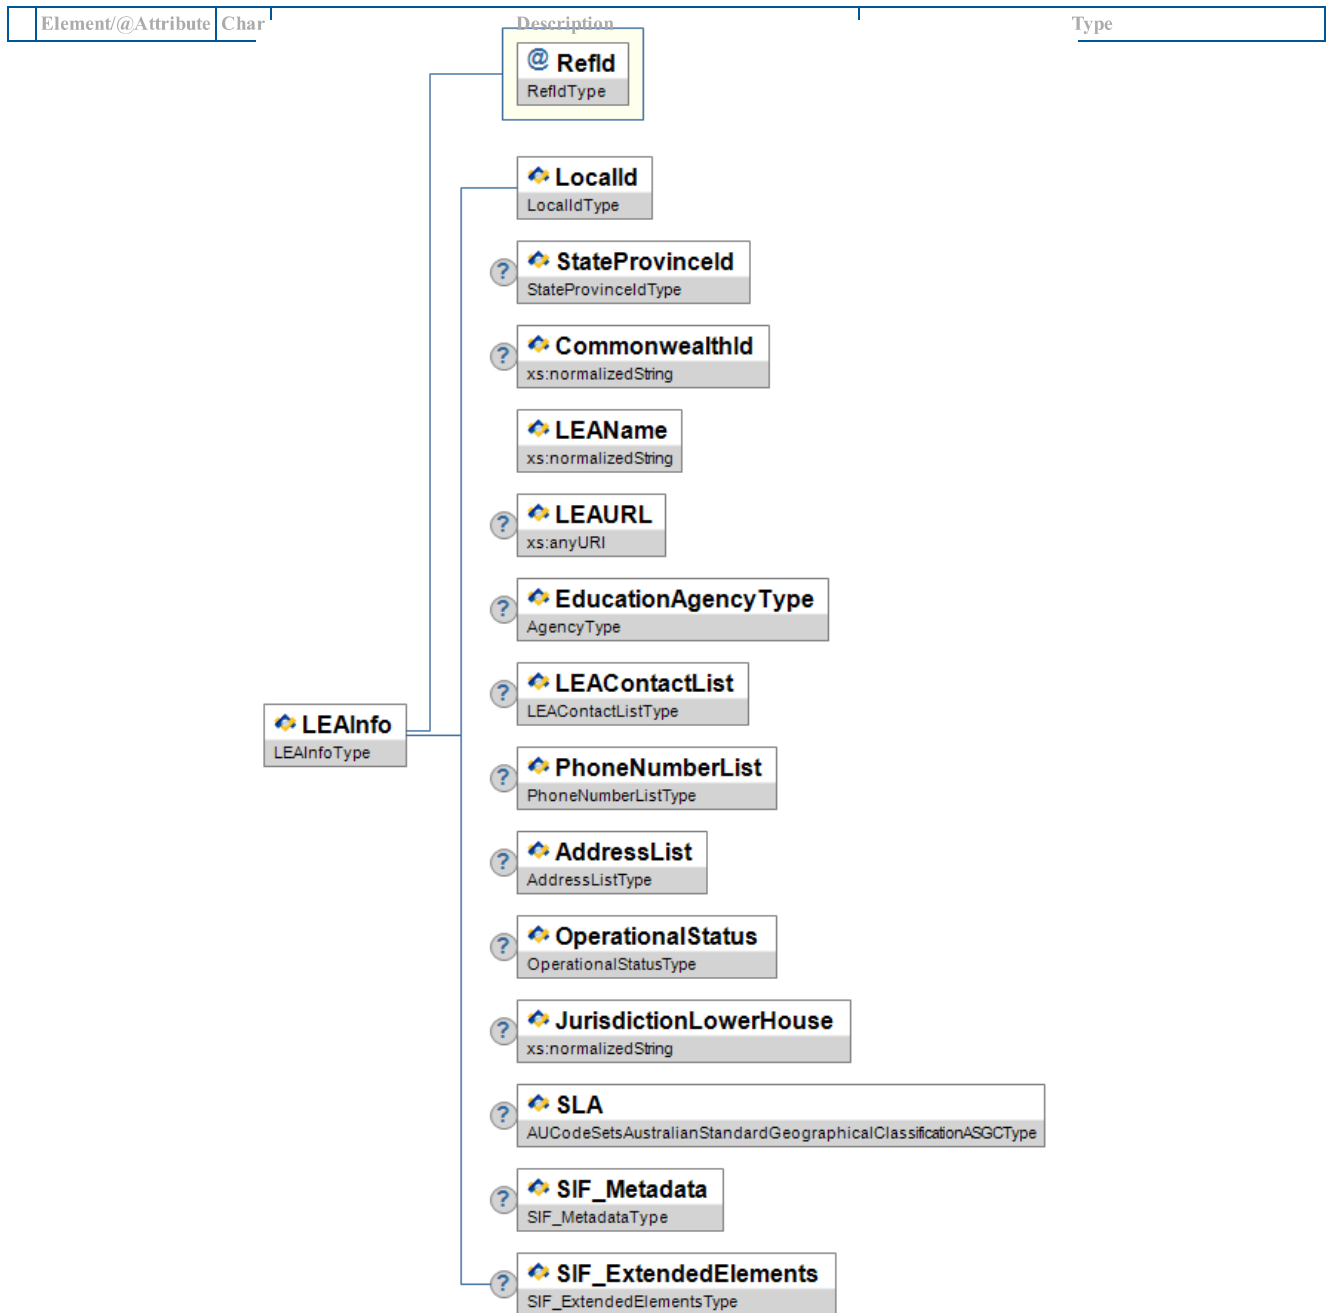 Element/@Attribute Char Description Type
@ RefId
RefIdType
LocalId
LocalIdType
? StateProvinceId
StateProvinceIdType
? CommonwealthId
xs:normalizedString
LEAName
xs:normalizedString
? LEAURL
xs:anyURI
? EducationAgencyType
AgencyType
? LEAContactList
LEAContactListType
LEAInfo
LEAInfoType
? PhoneNumberList
PhoneNumberListType
? AddressList
AddressListType
? OperationalStatus
OperationalStatusType
? JurisdictionLowerHouse
xs:normalizedString
? SLA
AUCodeSetsAustralianStandardGeographicalClassificationASGCType
? SIF_Metadata
SIF_MetadataType
? SIF_ExtendedElements
SIF_ExtendedElementsType